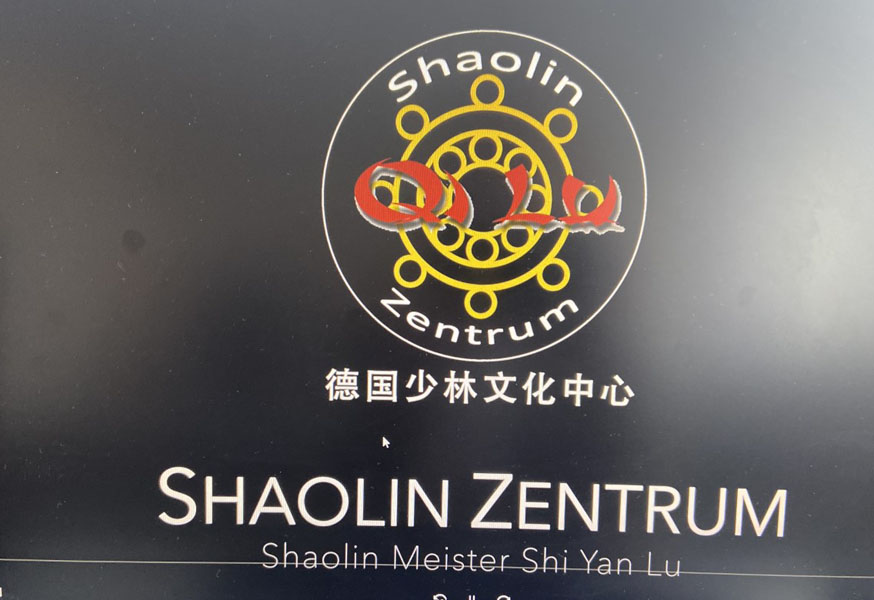 Shaolin
Qi Lu
Zentrum
德国少林文化中心
SHAOLIN ZENTRUM
Shaolin Meister Shi Yan Lu